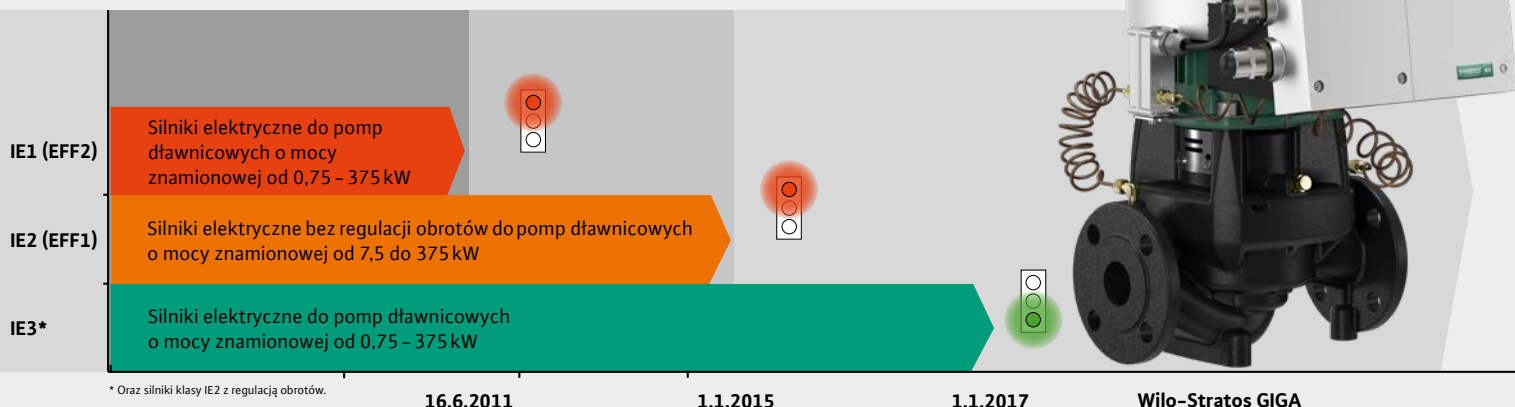 IE1 (EFF2)
Silniki elektryczne do pomp
dławnicowych o mocy
znamionowej od 0,75 – 375 kW
IE2 (EFF1)
Silniki elektryczne bez regulacji obrotów do pomp dławnicowych
o mocy znamionowej od 7,5 do 375 kW
IE3*
Silniki elektryczne do pomp dławnicowych
o mocy znamionowej od 0,75 – 375 kW
* Oraz silniki klasy IE2 z regulacją obrotów.
16.6.2011
1.1.2015
1.1.2017
Wilo–Stratos GIGA